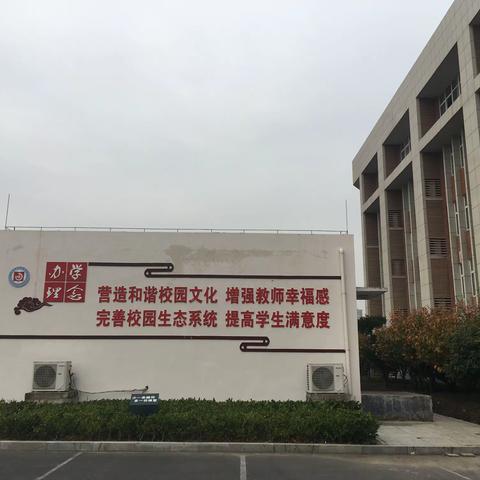 办学
理念
营造和谐校园文化 增强教师幸福感
完善校园生态系统 提高学生满意度